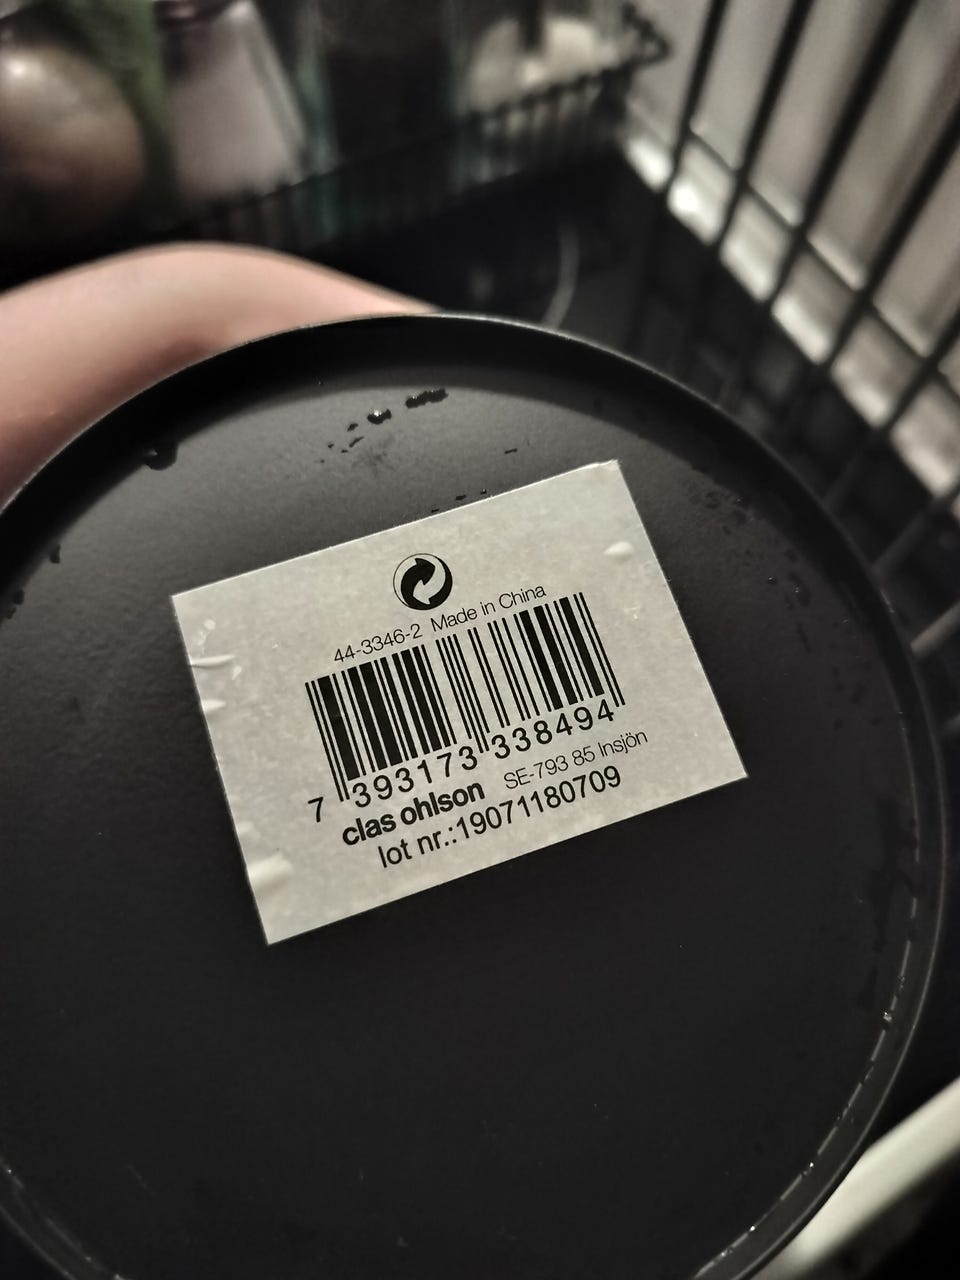 44-3346-2 Made in China
7 393173 338494
clas ohlson SE-793 85 Insjön
lot nr.:19071180709